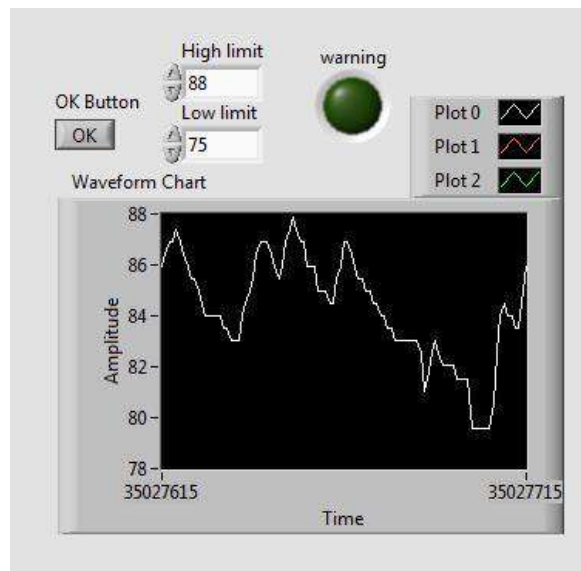 High limit
88
warning
OK Button
OK
Low limit
75
Plot 0
Plot 1
Plot 2
Waveform Chart
88
86
84
82
80
78
Amplitude
35027615
35027715
Time